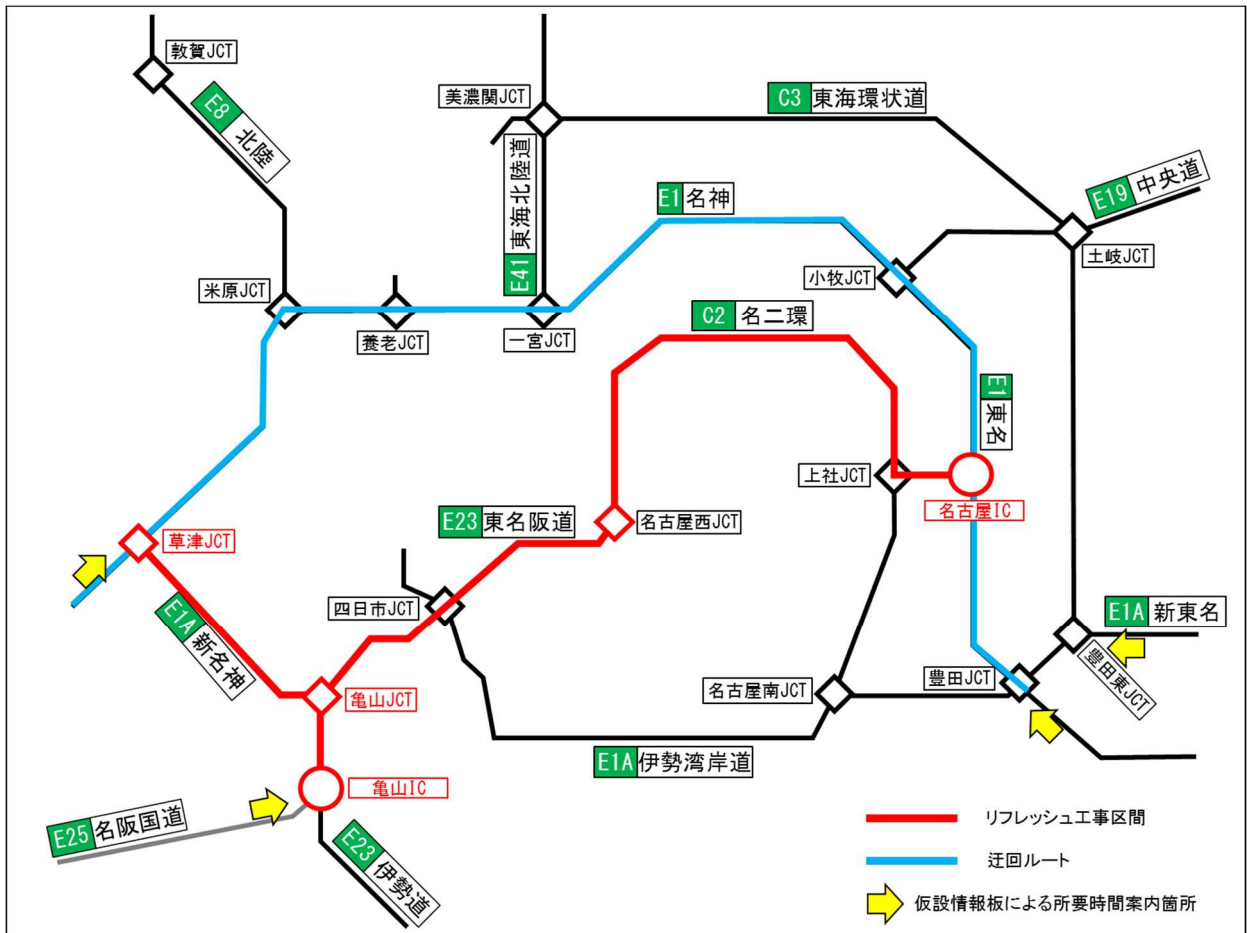 敦賀JCT
E8 北陸
美濃関JCT
C3 東海環状道
E41 東海北陸道
E1 名神
E19 中央道
土岐JCT
小牧JCT
米原JCT
養老JCT
一宮JCT
C2 名二環
E1 東名
上社JCT
名古屋IC
E23 東名阪道
名古屋西JCT
草津JCT
四日市JCT
E1A 新名神
E1A 新東名
豊田JCT
豊田東JCT
名古屋南JCT
亀山JCT
E1A 伊勢湾岸道
亀山IC
E25 名阪国道
E23 伊勢道
リフレッシュ工事区間
迂回ルート
仮設情報板による所要時間案内箇所